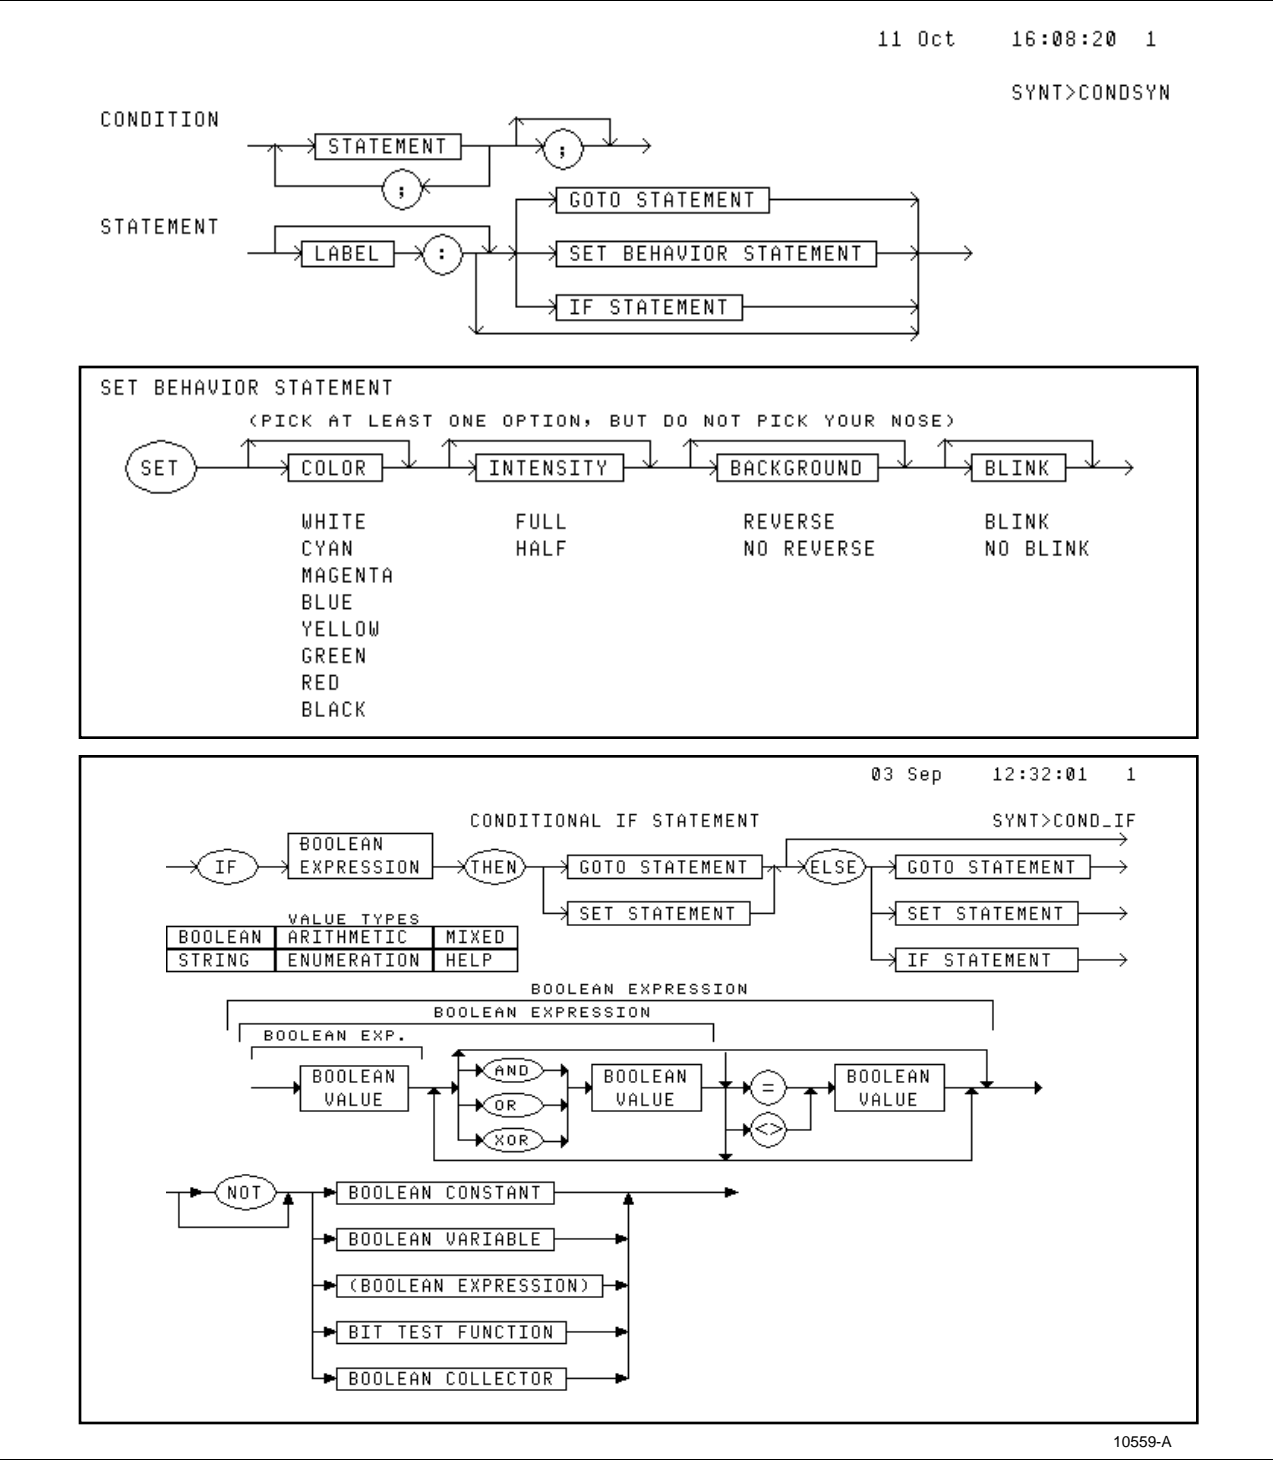 11 Oct 16:08:20 1
SYNT>CONDSYN
CONDITION
STATEMENT ;
;
GOTO STATEMENT
STATEMENT
LABEL : SET BEHAVIOR STATEMENT
IF STATEMENT
SET BEHAVIOR STATEMENT
(PICK AT LEAST ONE OPTION, BUT DO NOT PICK YOUR NOSE)
SET COLOR INTENSITY BACKGROUND BLINK
WHITE FULL REVERSE BLINK
CYAN HALF NO REVERSE NO BLINK
MAGENTA
BLUE
YELLOW
GREEN
RED
BLACK
03 Sep 12:32:01 1
CONDITIONAL IF STATEMENT SYNT>COND_IF
IF BOOLEAN EXPRESSION THEN GOTO STATEMENT ELSE GOTO STATEMENT
SET STATEMENT SET STATEMENT
VALUE TYPES
BOOLEAN ARITHMETIC MIXED
STRING ENUMERATION HELP IF STATEMENT
BOOLEAN EXPRESSION
BOOLEAN EXPRESSION
BOOLEAN EXP.
BOOLEAN AND BOOLEAN = BOOLEAN
VALUE OR VALUE <> VALUE
XOR
NOT BOOLEAN CONSTANT
BOOLEAN VARIABLE
(BOOLEAN EXPRESSION)
BIT TEST FUNCTION
BOOLEAN COLLECTOR
10559-A